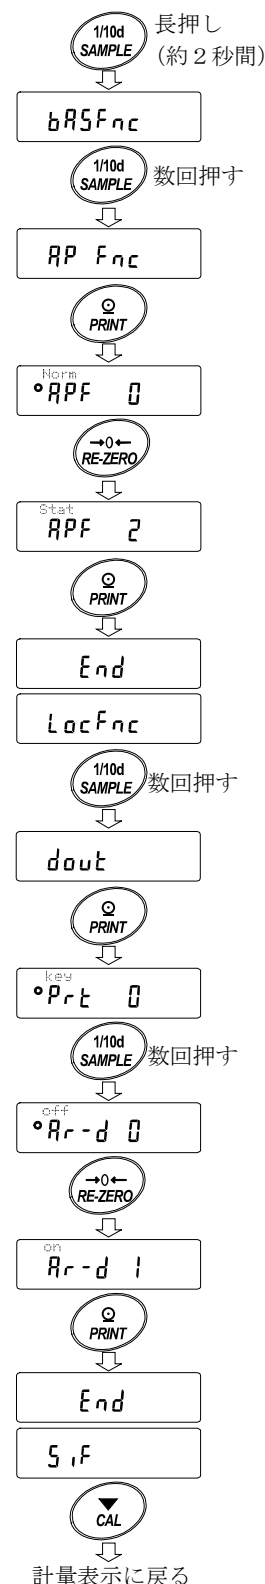 1/10d
SAMPLE
長押し
(約２秒間)
bASFnc
1/10d
SAMPLE
数回押す
AP Fnc
PRINT
Norm
°APF 0
→0←
RE-ZERO
Stat
APF 2
PRINT
End
LocFnc
1/10d
SAMPLE
数回押す
dout
PRINT
key
°Prt 0
1/10d
SAMPLE
数回押す
off
°Ar-d 0
→0←
RE-ZERO
on
Ar-d 1
PRINT
End
S iF
▼
CAL
計量表示に戻る